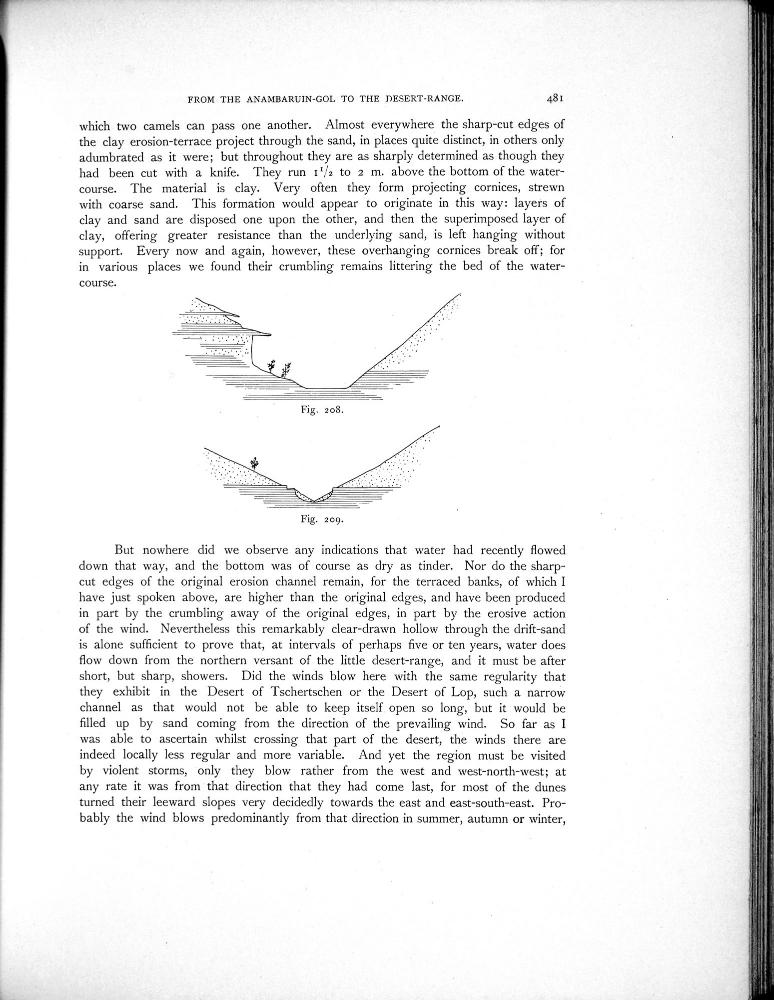 FROM THE ANAMBARUIN-GOL TO THE DESERT-RANGE. 481
which two camels can pass one another. Almost everywhere the sharp-cut edges of
the clay erosion-terrace project through the sand, in places quite distinct, in others only
adumbrated as it were; but throughout they are as sharply determined as though they
had been cut with a knife. They run 1 1/2 to 2 m. above the bottom of the water-
course. The material is clay. Very often they form projecting cornices, strewn
with coarse sand. This formation would appear to originate in this way: layers of
clay and sand are disposed one upon the other, and then the superimposed layer of
clay, offering greater resistance than the underlying sand, is left hanging without
support. Every now and again, however, these overhanging cornices break off; for
in various places we found their crumbling remains littering the bed of the water-
course.
Fig. 208.
Fig. 209.
But nowhere did we observe any indications that water had recently flowed
down that way, and the bottom was of course as dry as tinder. Nor do the sharp-
cut edges of the original erosion channel remain, for the terraced banks, of which I
have just spoken above, are higher than the original edges, and have been produced
in part by the crumbling away of the original edges, in part by the erosive action
of the wind. Nevertheless this remarkably clear-drawn hollow through the drift-sand
is alone sufficient to prove that, at intervals of perhaps five or ten years, water does
flow down from the northern versant of the little desert-range, and it must be after
short, but sharp, showers. Did the winds blow here with the same regularity that
they exhibit in the Desert of Tschertschen or the Desert of Lop, such a narrow
channel as that would not be able to keep itself open so long, but it would be
filled up by sand coming from the direction of the prevailing wind. So far as I
was able to ascertain whilst crossing that part of the desert, the winds there are
indeed locally less regular and more variable. And yet the region must be visited
by violent storms, only they blow rather from the west and west-north-west; at
any rate it was from that direction that they had come last, for most of the dunes
turned their leeward slopes very decidedly towards the east and east-south-east. Pro-
bably the wind blows predominantly from that direction in summer, autumn or winter,